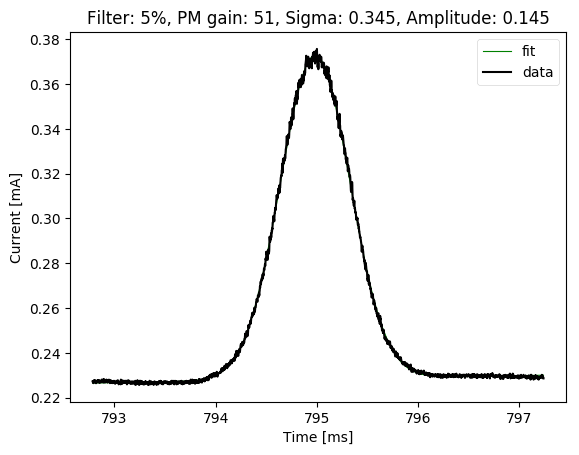 Filter: 5%, PM gain: 51, Sigma: 0.345, Amplitude: 0.145
fit
data
0.38
0.36
0.34
0.32
0.30
0.28
0.26
0.24
0.22
Current [mA]
793
794
795
796
797
Time [ms]